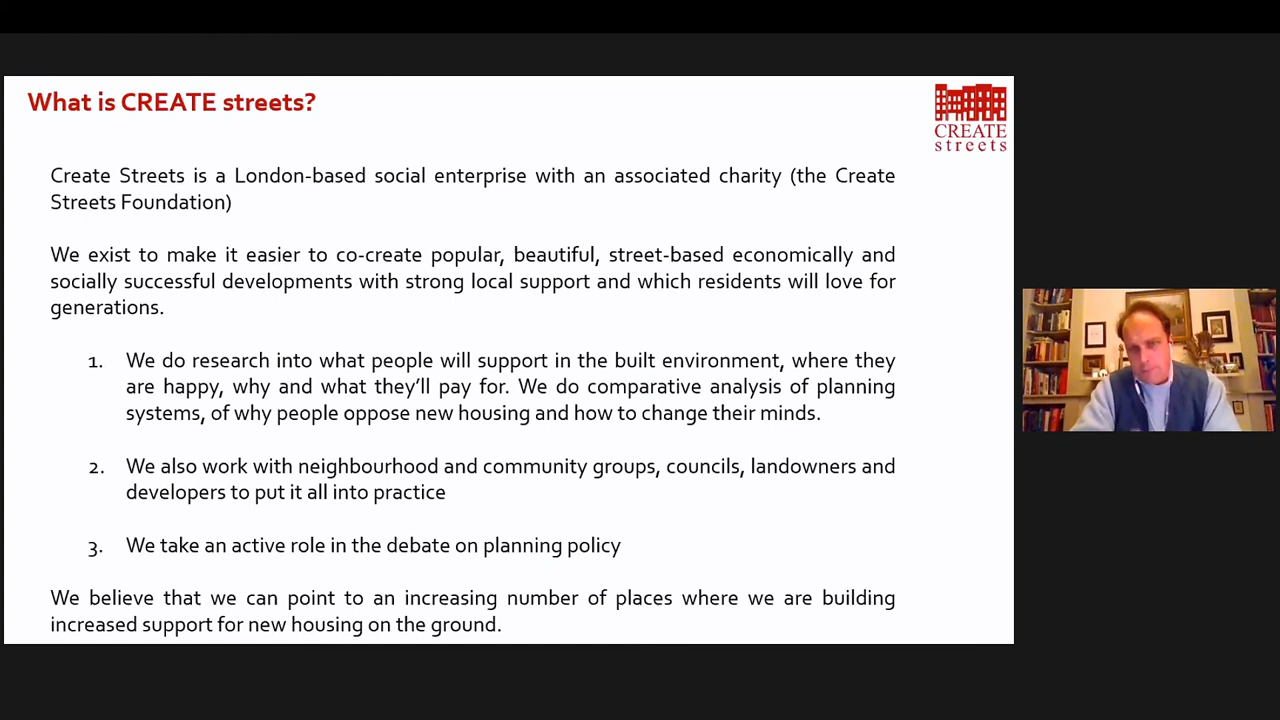 What is CREATE streets?
CREATE
streets
Create Streets is a London-based social enterprise with an associated charity (the Create
Streets Foundation)
We exist to make it easier to co-create popular, beautiful, street-based economically and
socially successful developments with strong local support and which residents will love for
generations.
1. We do research into what people will support in the built environment, where they
are happy, why and what they’ll pay for. We do comparative analysis of planning
systems, of why people oppose new housing and how to change their minds.
2. We also work with neighbourhood and community groups, councils, landowners and
developers to put it all into practice
3. We take an active role in the debate on planning policy
We believe that we can point to an increasing number of places where we are building
increased support for new housing on the ground.